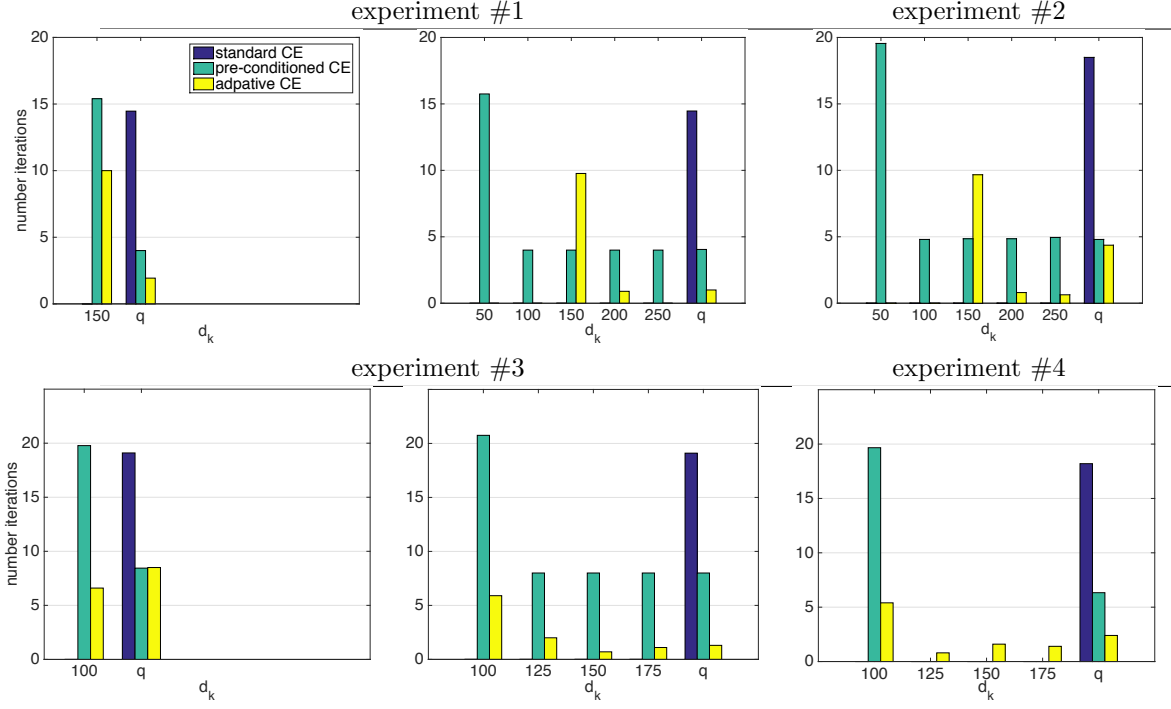 experiment #1
experiment #2
20
15
10
5
0
number iterations
standard CE
pre-conditioned CE
adpative CE
150 q
d_k
20
15
10
5
0
50 100 150 200 250 q
d_k
20
15
10
5
0
50 100 150 200 250 q
d_k
experiment #3
experiment #4
20
15
10
5
0
number iterations
100 q
d_k
20
15
10
5
0
100 125 150 175 q
d_k
20
15
10
5
0
100 125 150 175 q
d_k